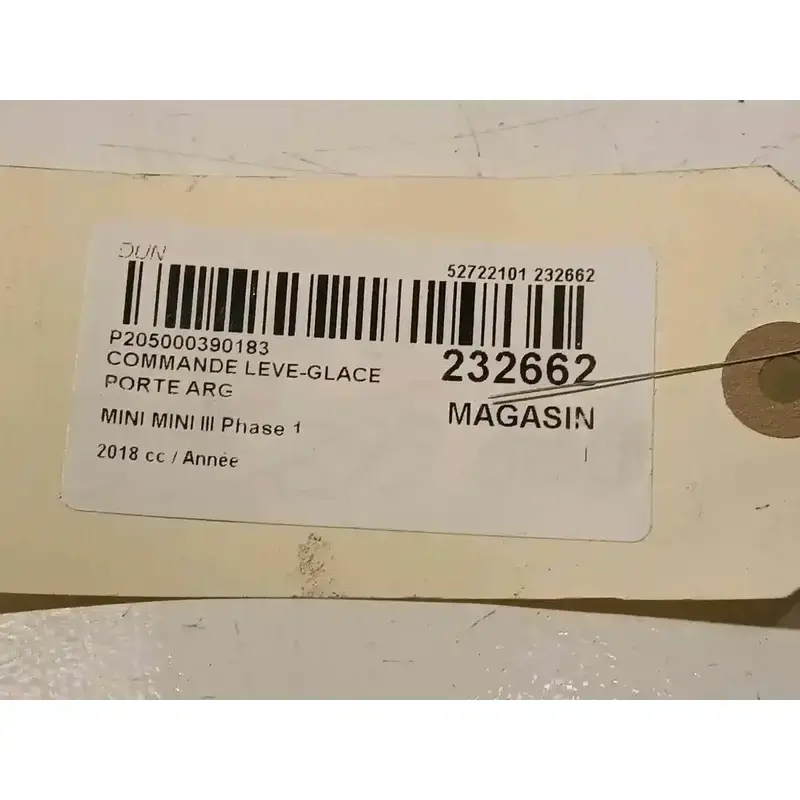 DUN
52722101 232662
P205000390183
COMMANDE LEVE-GLACE
PORTE ARG
232662
MAGASIN
MINI MINI III Phase 1
2018 cc / Année